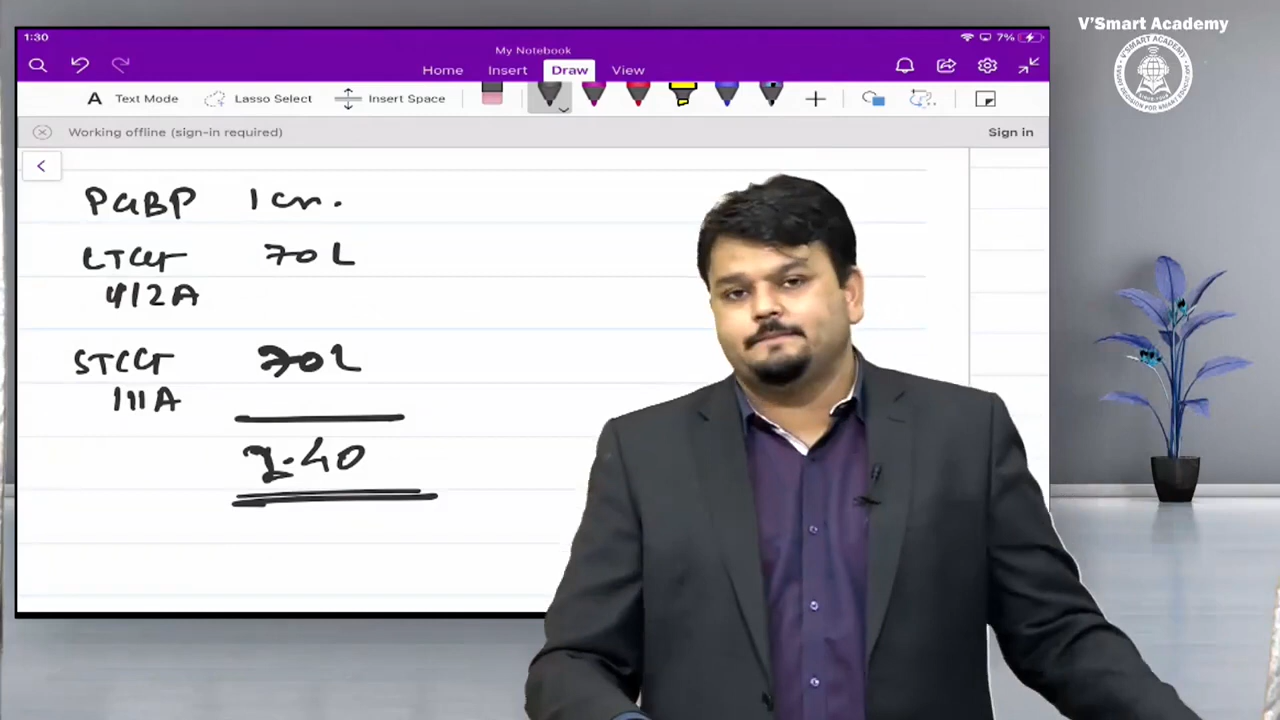 V'Smart Academy
1:30
7%
My Notebook
Home Insert Draw View
A Text Mode Lasso Select Insert Space
Working offline (sign-in required) Sign in
PGBP 1 Cr.
LTCG 70 L
112A
STCG 70L
111A
2.40